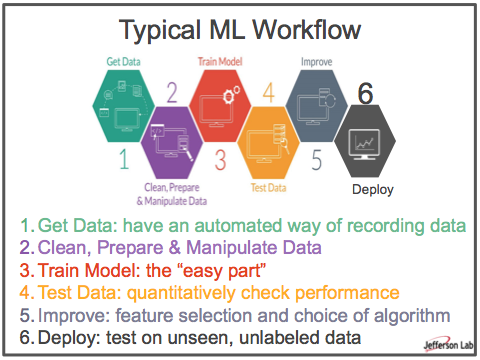 Typical ML Workflow
Get Data
Train Model
Improve
2
4
6
1
3
5
Clean, Prepare
& Manipulate Data
Test Data
Deploy
1. Get Data: have an automated way of recording data
2. Clean, Prepare & Manipulate Data
3. Train Model: the “easy part”
4. Test Data: quantitatively check performance
5. Improve: feature selection and choice of algorithm
6. Deploy: test on unseen, unlabeled data
Jefferson Lab